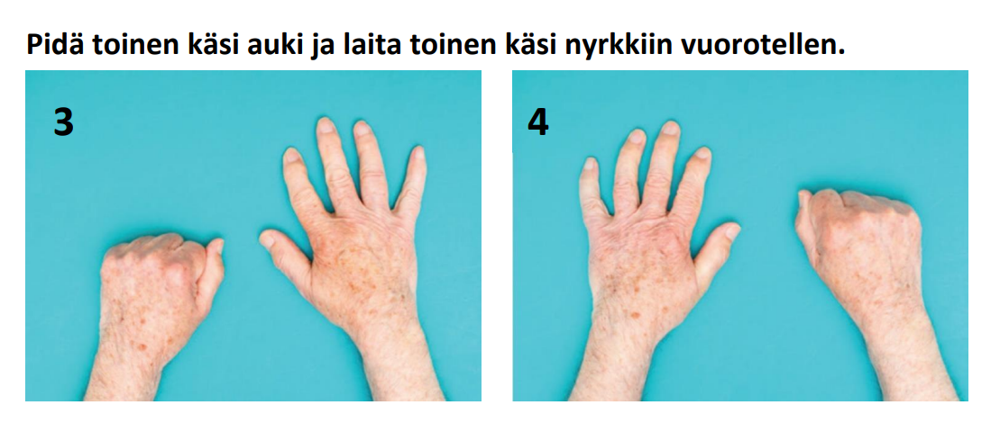 Pidä toinen käsi auki ja laita toinen käsi nyrkkiin vuorotellen.
3
4